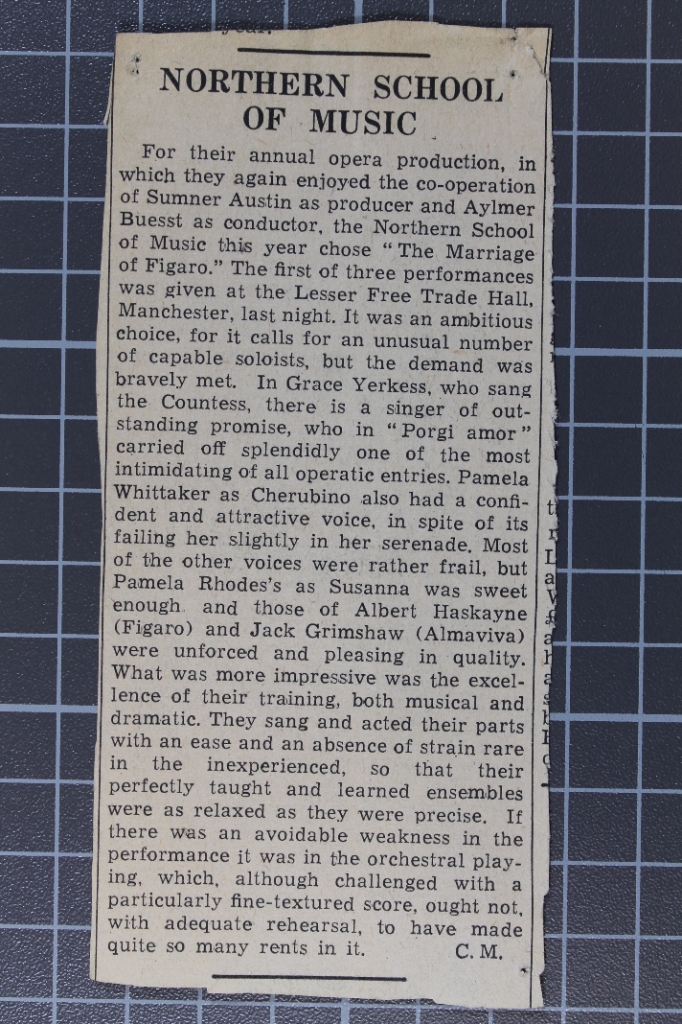 year.
NORTHERN SCHOOL
OF MUSIC
For their annual opera production, in
which they again enjoyed the co-operation
of Sumner Austin as producer and Aylmer
Buesst as conductor, the Northern School
of Music this year chose “The Marriage
of Figaro.” The first of three performances
was given at the Lesser Free Trade Hall,
Manchester, last night. It was an ambitious
choice, for it calls for an unusual number
of capable soloists, but the demand was
bravely met. In Grace Yerkess, who sang
the Countess, there is a singer of out-
standing promise, who in “Porgi amor”
carried off splendidly one of the most
intimidating of all operatic entries. Pamela
Whittaker as Cherubino also had a confi-
dent and attractive voice, in spite of its
failing her slightly in her serenade. Most
of the other voices were rather frail, but
Pamela Rhodes's as Susanna was sweet
enough and those of Albert Haskayne
(Figaro) and Jack Grimshaw (Almaviva)
were unforced and pleasing in quality.
What was more impressive was the excel-
lence of their training, both musical and
dramatic. They sang and acted their parts
with an ease and an absence of strain rare
in the inexperienced, so that their
perfectly taught and learned ensembles
were as relaxed as they were precise. If
there was an avoidable weakness in the
performance it was in the orchestral play-
ing, which, although challenged with a
particularly fine-textured score, ought not,
with adequate rehearsal, to have made
quite so many rents in it. C. M.